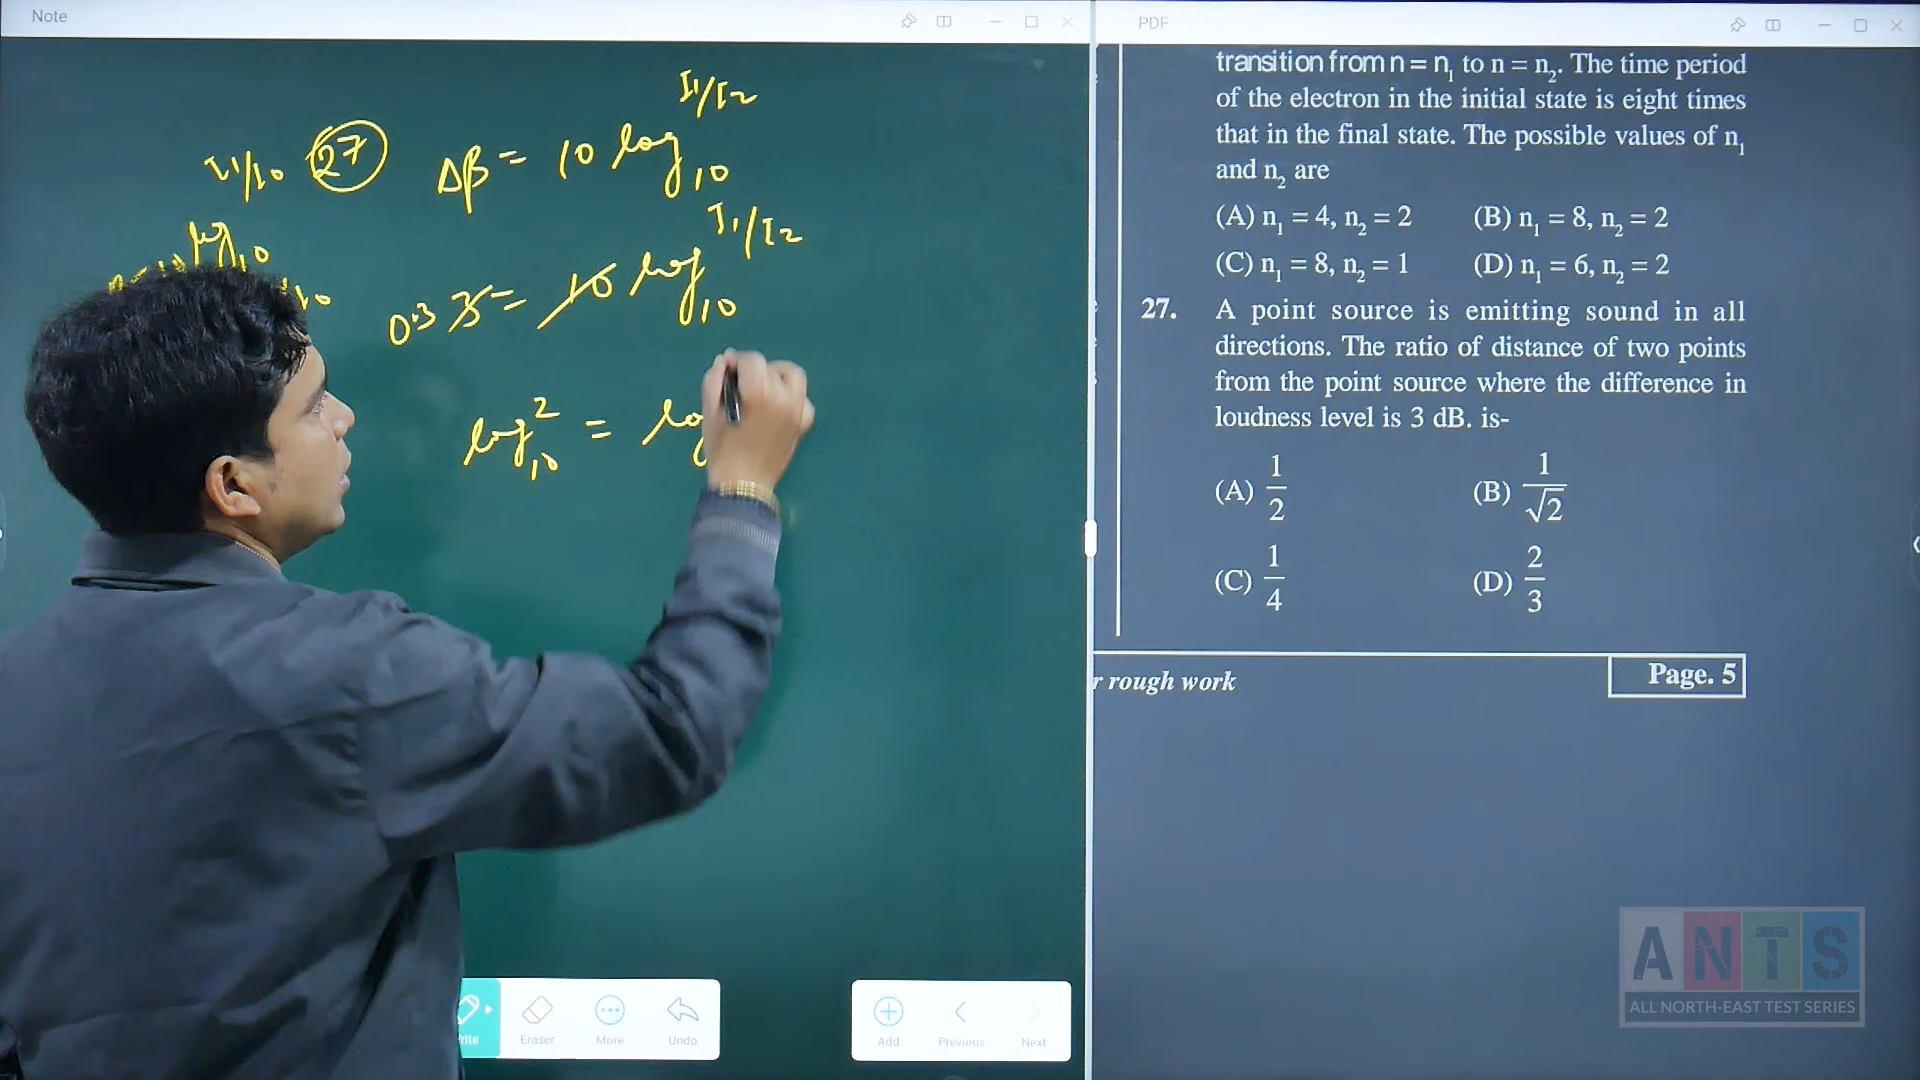 Note
I1/I0 27 Δβ = 10 log10 I1/I2
log10
0.3 3 = 10 log10 I1/I2
log10 2 = log
Eraser
More
Undo
Add
Previous
Next
PDF
transition from n = n1 to n = n2. The time period
of the electron in the initial state is eight times
that in the final state. The possible values of n1
and n2 are
(A) n1 = 4, n2 = 2 (B) n1 = 8, n2 = 2
(C) n1 = 8, n2 = 1 (D) n1 = 6, n2 = 2
27. A point source is emitting sound in all
directions. The ratio of distance of two points
from the point source where the difference in
loudness level is 3 dB. is-
(A) 1/2 (B) 1/√2
(C) 1/4 (D) 2/3
r rough work
Page. 5
ANTS
ALL NORTH-EAST TEST SERIES